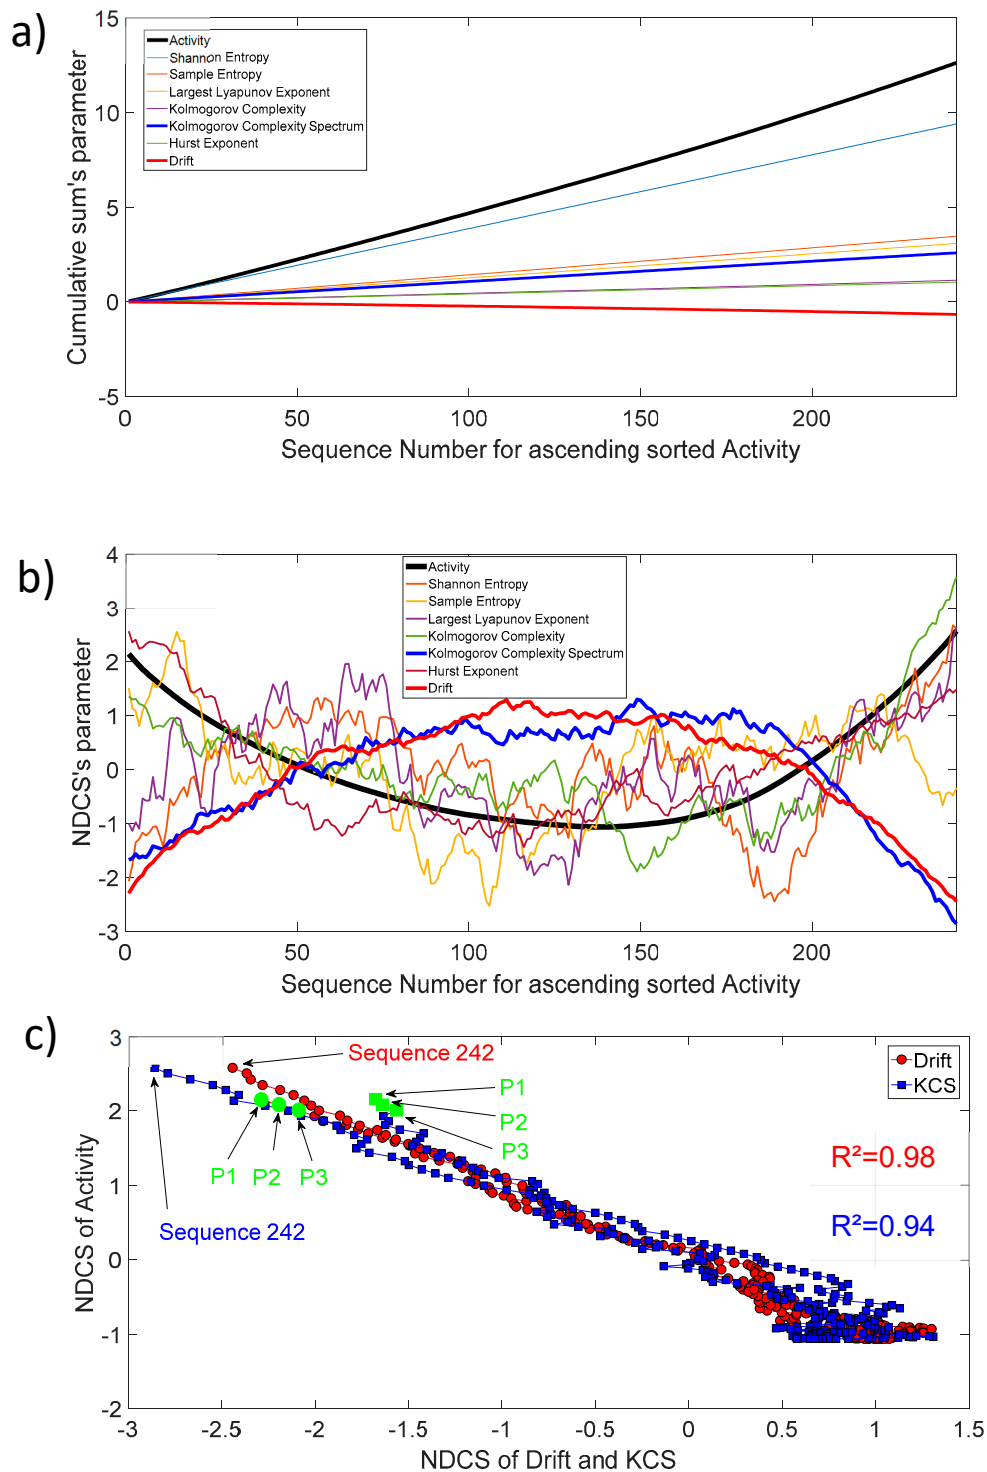 a)
15
10
5
0
-5
Cumulative sum's parameter
Activity
Shannon Entropy
Sample Entropy
Largest Lyapunov Exponent
Kolmogorov Complexity
Kolmogorov Complexity Spectrum
Hurst Exponent
Drift
0
50
100
150
200
Sequence Number for ascending sorted Activity
b)
4
3
2
1
0
-1
-2
-3
NDCS's parameter
Activity
Shannon Entropy
Sample Entropy
Largest Lyapunov Exponent
Kolmogorov Complexity
Kolmogorov Complexity Spectrum
Hurst Exponent
Drift
0
50
100
150
200
Sequence Number for ascending sorted Activity
c)
3
2
1
0
-1
-2
NDCS of Activity
Sequence 242
Drift
KCS
P1
P2
P3
P1 P2 P3
Sequence 242
R²=0.98
R²=0.94
-3
-2.5
-2
-1.5
-1
-0.5
0
0.5
1
1.5
NDCS of Drift and KCS